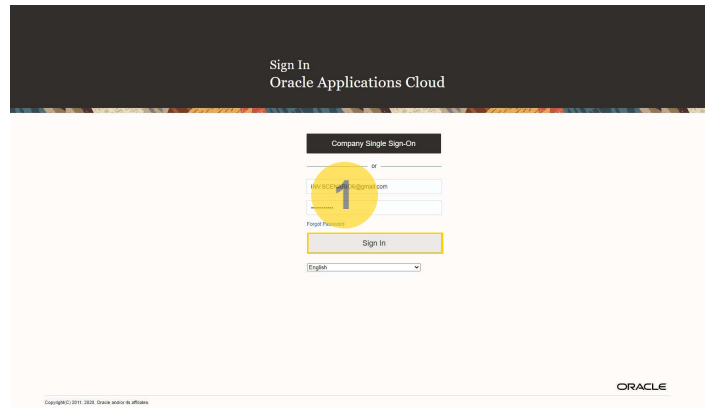 Sign In
Oracle Applications Cloud
Company Single Sign-On
or
1
Forgot Password
Sign In
English
ORACLE
Copyright(C) 2011, 2020, Oracle and/or its affiliates